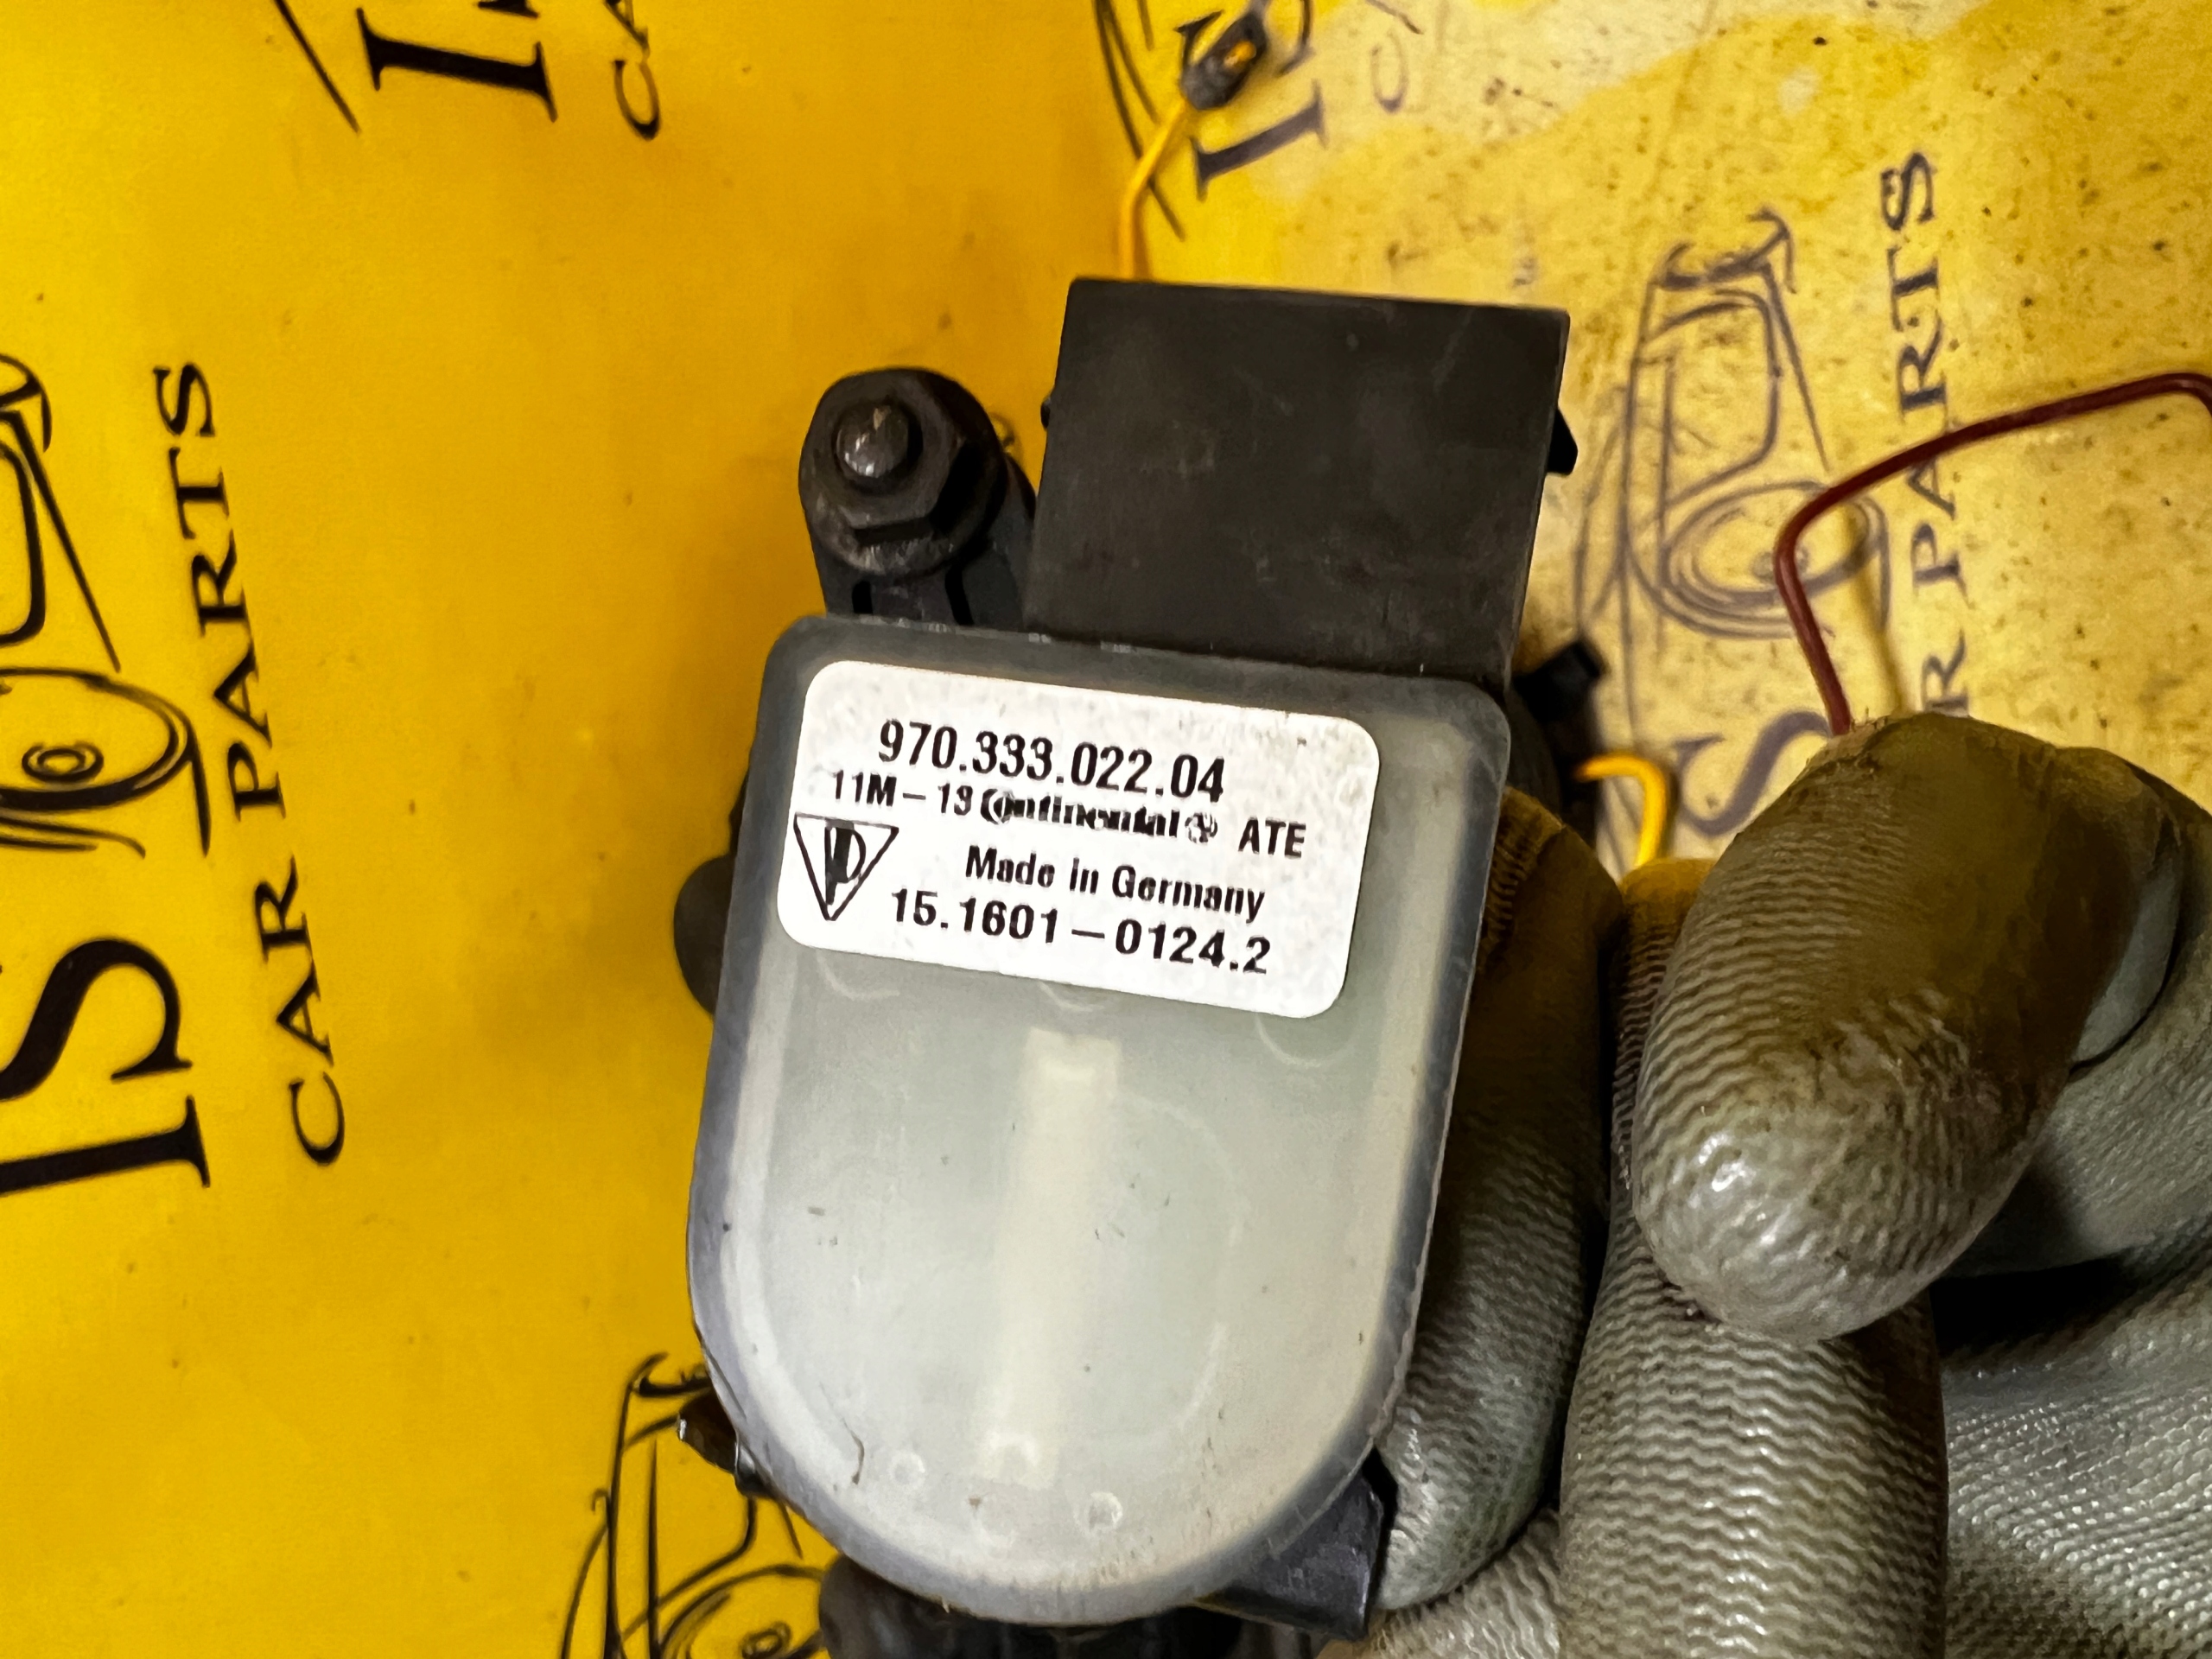 970.333.022.04
11M-13 Continental ATE
Made in Germany
15.1601-0124.2
CAR PARTS
CAR PARTS